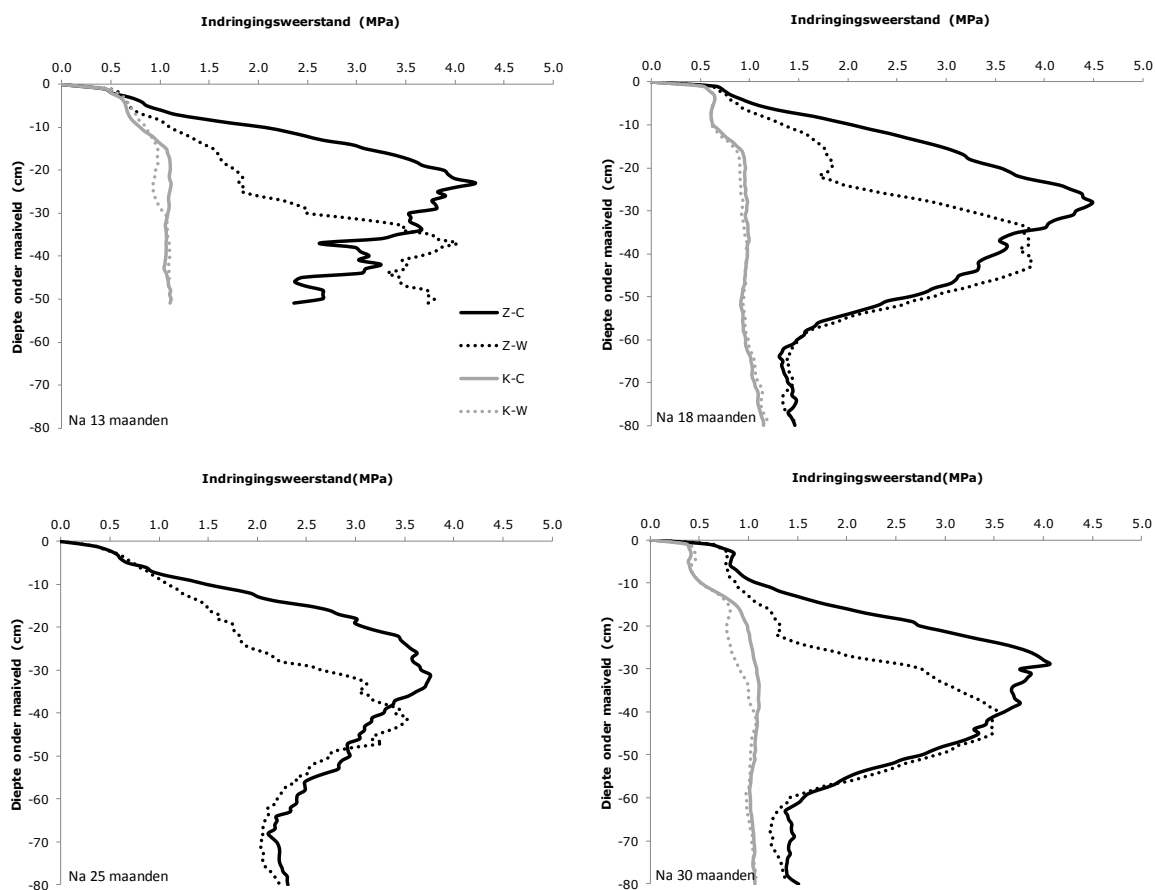 Indringingsweerstand (MPa)
0.0 0.5 1.0 1.5 2.0 2.5 3.0 3.5 4.0 4.5 5.0
Diepte onder maaiveld (cm)
0
-10
-20
-30
-40
-50
-60
-70
-80
Z-C
Z-W
K-C
K-W
Na 13 maanden
Indringingsweerstand (MPa)
0.0 0.5 1.0 1.5 2.0 2.5 3.0 3.5 4.0 4.5 5.0
Diepte onder maaiveld (cm)
0
-10
-20
-30
-40
-50
-60
-70
-80
Na 18 maanden
Indringingsweerstand(MPa)
0.0 0.5 1.0 1.5 2.0 2.5 3.0 3.5 4.0 4.5 5.0
Diepte onder maaiveld (cm)
0
-10
-20
-30
-40
-50
-60
-70
-80
Na 25 maanden
Indringingsweerstand(MPa)
0.0 0.5 1.0 1.5 2.0 2.5 3.0 3.5 4.0 4.5 5.0
Diepte onder maaiveld (cm)
0
-10
-20
-30
-40
-50
-60
-70
-80
Na 30 maanden